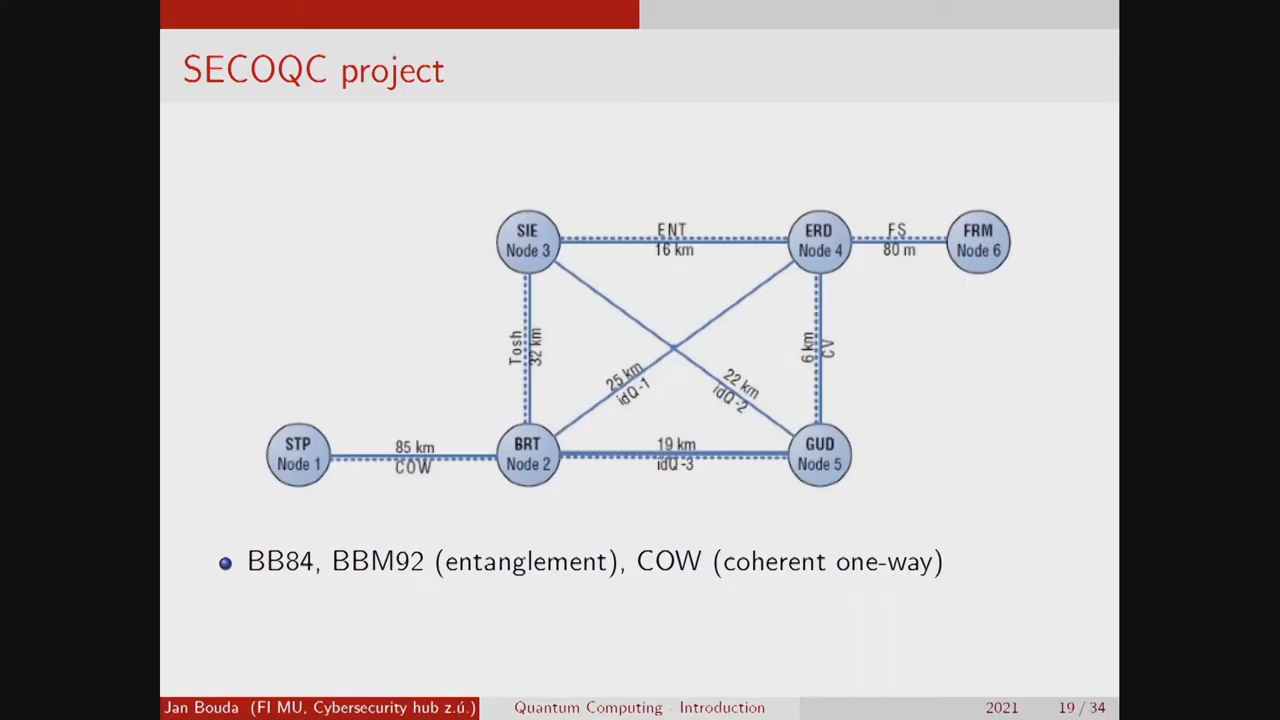 SECOQC project
SIE
Node 3
ENT
16 km
ERD
Node 4
FS
80 m
FRM
Node 6
Tosh
32 km
6 km
CV
25 km
idQ-1
22 km
idQ-2
STP
Node 1
85 km
COW
BRT
Node 2
19 km
idQ-3
GUD
Node 5
BB84, BBM92 (entanglement), COW (coherent one-way)
Jan Bouda (FI MU, Cybersecurity hub z.ú.) Quantum Computing - Introduction 2021 19 / 34